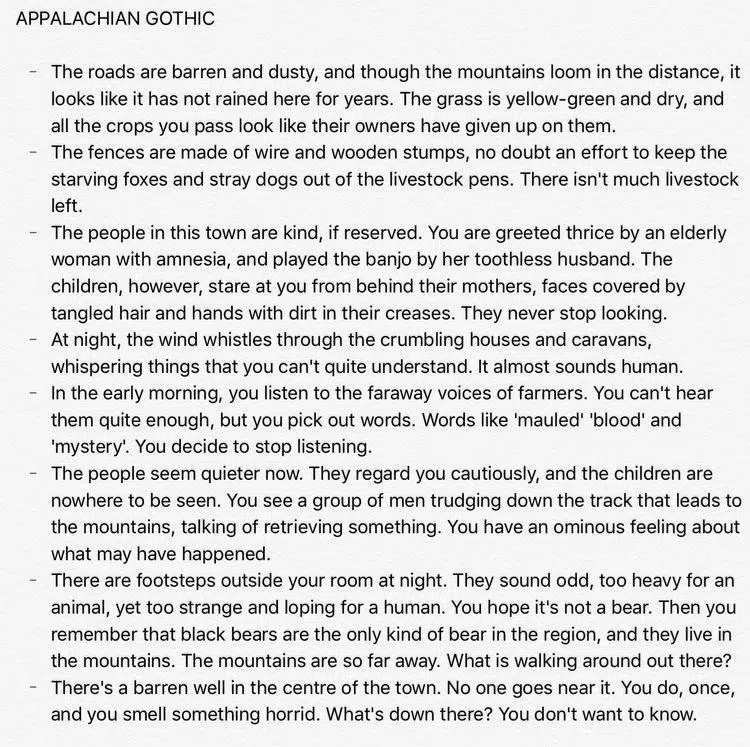 APPALACHIAN GOTHIC
- The roads are barren and dusty, and though the mountains loom in the distance, it
looks like it has not rained here for years. The grass is yellow-green and dry, and
all the crops you pass look like their owners have given up on them.
- The fences are made of wire and wooden stumps, no doubt an effort to keep the
starving foxes and stray dogs out of the livestock pens. There isn't much livestock
left.
- The people in this town are kind, if reserved. You are greeted thrice by an elderly
woman with amnesia, and played the banjo by her toothless husband. The
children, however, stare at you from behind their mothers, faces covered by
tangled hair and hands with dirt in their creases. They never stop looking.
- At night, the wind whistles through the crumbling houses and caravans,
whispering things that you can't quite understand. It almost sounds human.
- In the early morning, you listen to the faraway voices of farmers. You can't hear
them quite enough, but you pick out words. Words like 'mauled' 'blood' and
'mystery'. You decide to stop listening.
- The people seem quieter now. They regard you cautiously, and the children are
nowhere to be seen. You see a group of men trudging down the track that leads to
the mountains, talking of retrieving something. You have an ominous feeling about
what may have happened.
- There are footsteps outside your room at night. They sound odd, too heavy for an
animal, yet too strange and loping for a human. You hope it's not a bear. Then you
remember that black bears are the only kind of bear in the region, and they live in
the mountains. The mountains are so far away. What is walking around out there?
- There's a barren well in the centre of the town. No one goes near it. You do, once,
and you smell something horrid. What's down there? You don't want to know.